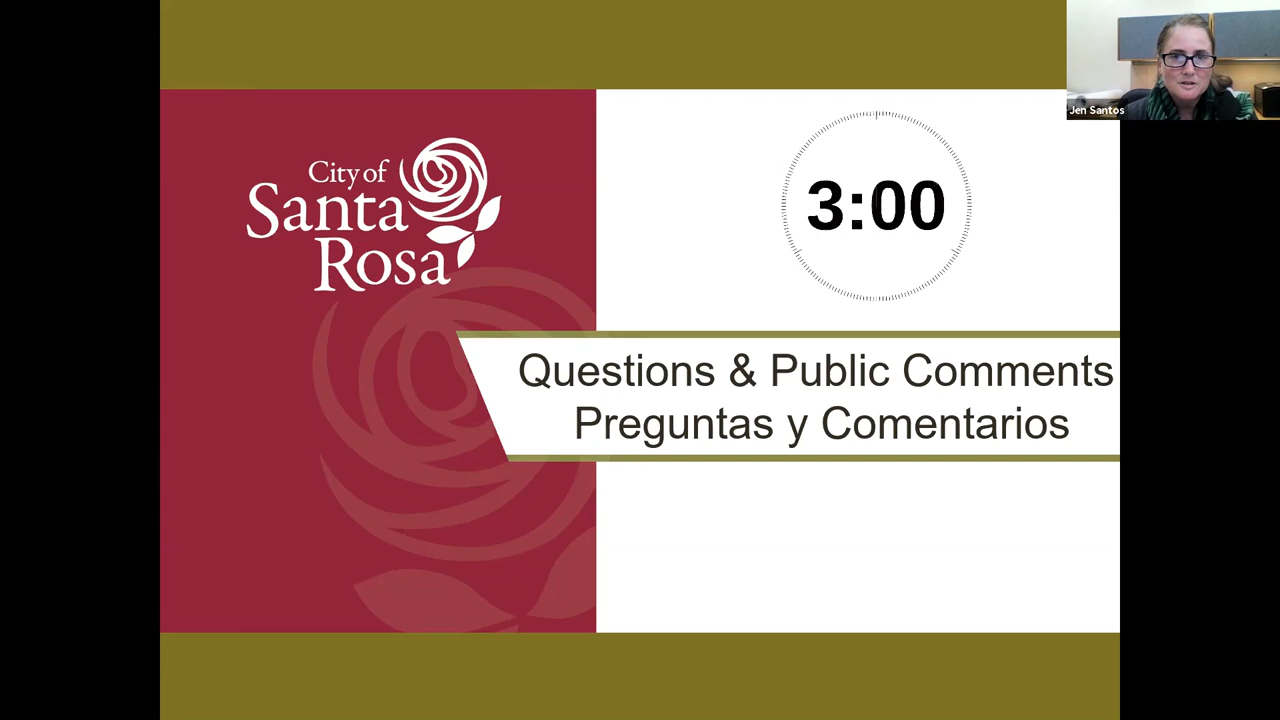 City of
Santa
Rosa
3:00
Questions & Public Comments
Preguntas y Comentarios
Jen Santos